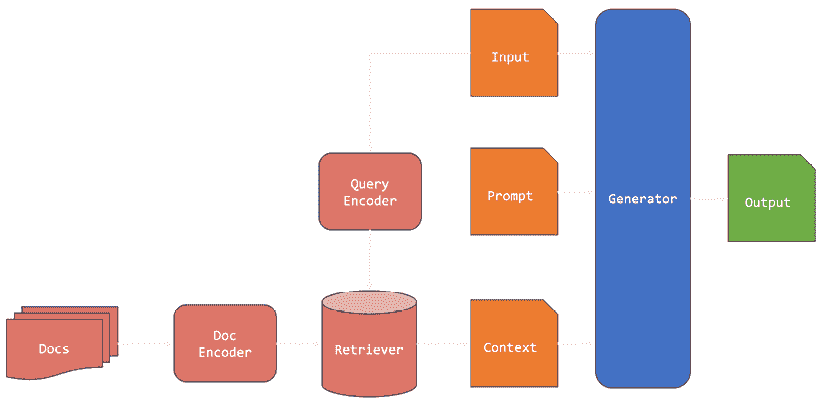 Input
Query
Encoder
Prompt
Generator
Output
Docs
Doc
Encoder
Retriever
Context